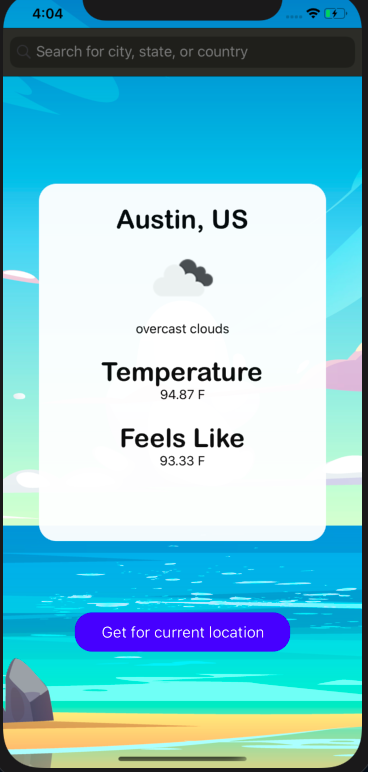 4:04
Search for city, state, or country
Austin, US
overcast clouds
Temperature
94.87 F
Feels Like
93.33 F
Get for current location